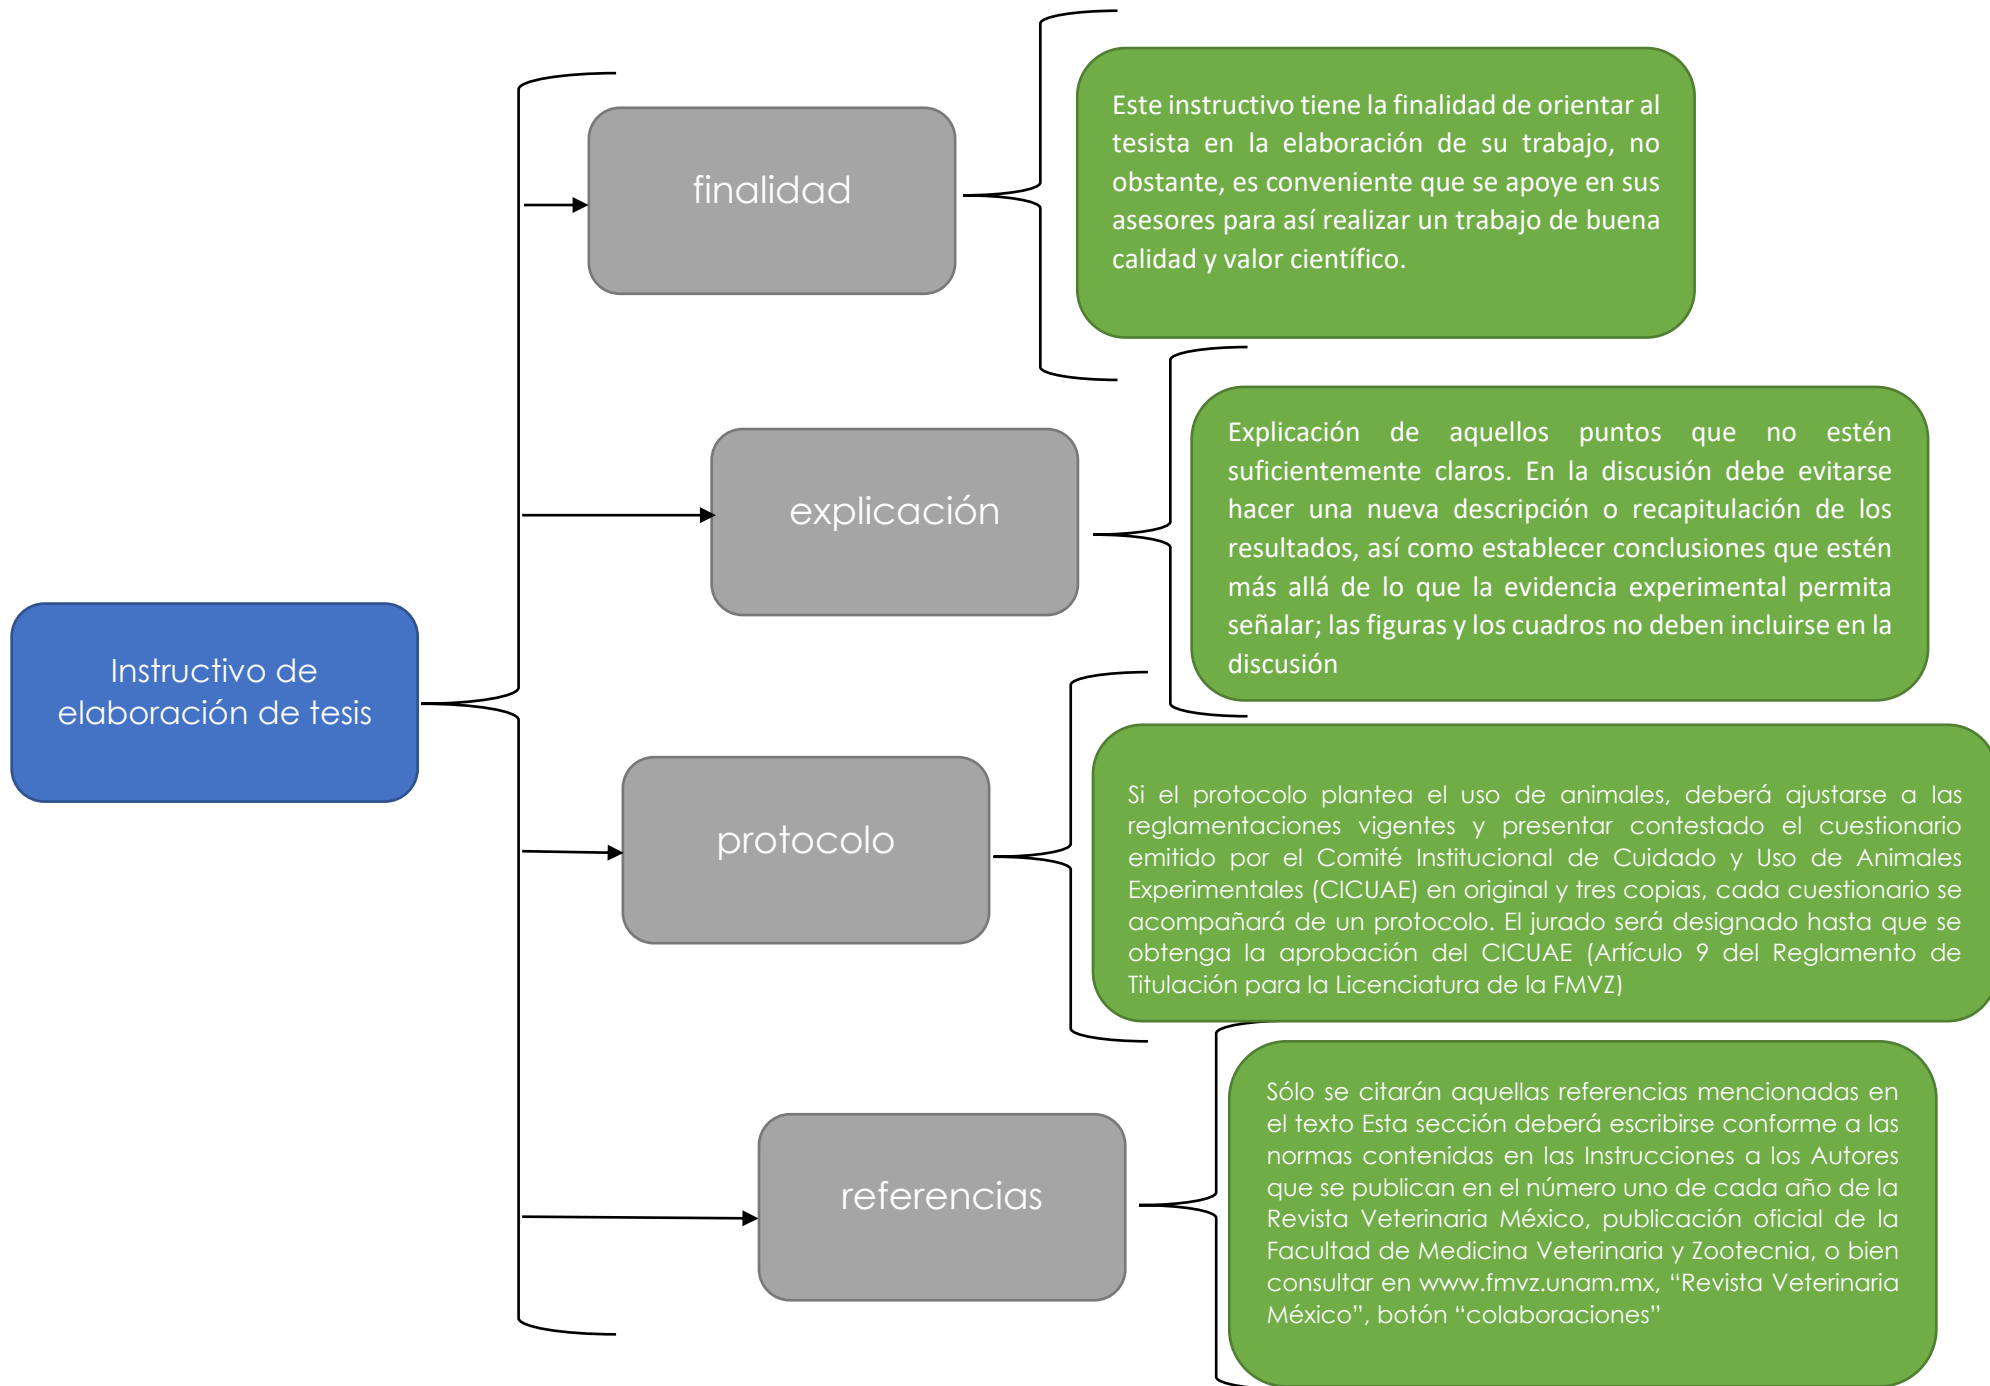 Instructivo de
elaboración de tesis
finalidad
Este instructivo tiene la finalidad de orientar al
tesista en la elaboración de su trabajo, no
obstante, es conveniente que se apoye en sus
asesores para así realizar un trabajo de buena
calidad y valor científico.
explicación
Explicación de aquellos puntos que no estén
suficientemente claros. En la discusión debe evitarse
hacer una nueva descripción o recapitulación de los
resultados, así como establecer conclusiones que estén
más allá de lo que la evidencia experimental permita
señalar; las figuras y los cuadros no deben incluirse en la
discusión
protocolo
Si el protocolo plantea el uso de animales, deberá ajustarse a las
reglamentaciones vigentes y presentar contestado el cuestionario
emitido por el Comité Institucional de Cuidado y Uso de Animales
Experimentales (CICUAE) en original y tres copias, cada cuestionario se
acompañará de un protocolo. El jurado será designado hasta que se
obtenga la aprobación del CICUAE (Artículo 9 del Reglamento de
Titulación para la Licenciatura de la FMVZ)
referencias
Sólo se citarán aquellas referencias mencionadas en
el texto Esta sección deberá escribirse conforme a las
normas contenidas en las Instrucciones a los Autores
que se publican en el número uno de cada año de la
Revista Veterinaria México, publicación oficial de la
Facultad de Medicina Veterinaria y Zootecnia, o bien
consultar en www.fmvz.unam.mx, “Revista Veterinaria
México”, botón “colaboraciones”